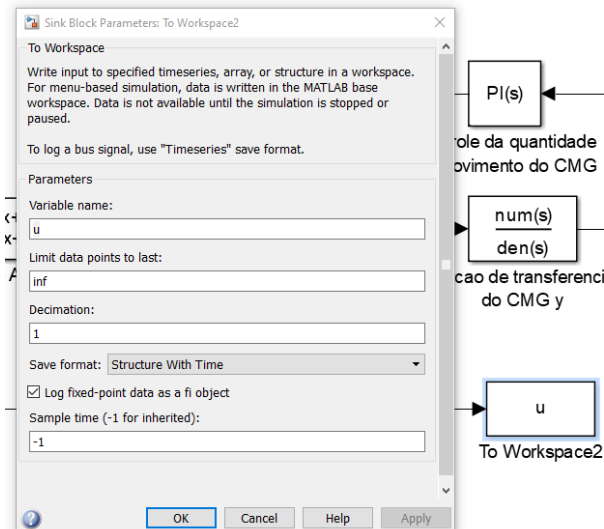 Sink Block Parameters: To Workspace2
To Workspace
Write input to specified timeseries, array, or structure in a workspace.
For menu-based simulation, data is written in the MATLAB base
workspace. Data is not available until the simulation is stopped or
paused.
To log a bus signal, use "Timeseries" save format.
Parameters
Variable name:
u
Limit data points to last:
inf
Decimation:
1
Save format: Structure With Time
Log fixed-point data as a fi object
Sample time (-1 for inherited):
-1
OK Cancel Help Apply
x+
x-
A
PI(s)
role da quantidade
ovimento do CMG
num(s)
den(s)
cao de transferenci
do CMG y
u
To Workspace2